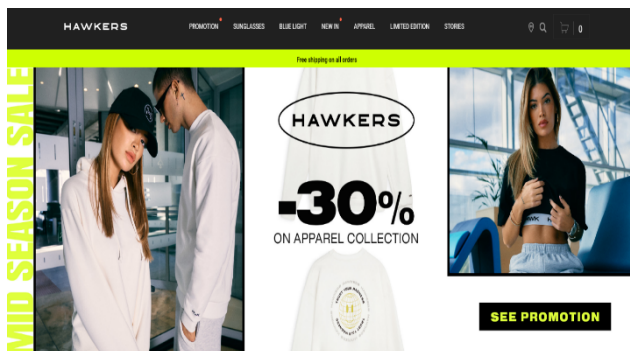 HAWKERS
PROMOTION SUNGLASSES BLUE LIGHT NEW IN APPAREL LIMITED EDITION STORIES
0
Free shipping on all orders
MID SEASON SALE
HAWKERS
-30%
ON APPAREL COLLECTION
SEE PROMOTION